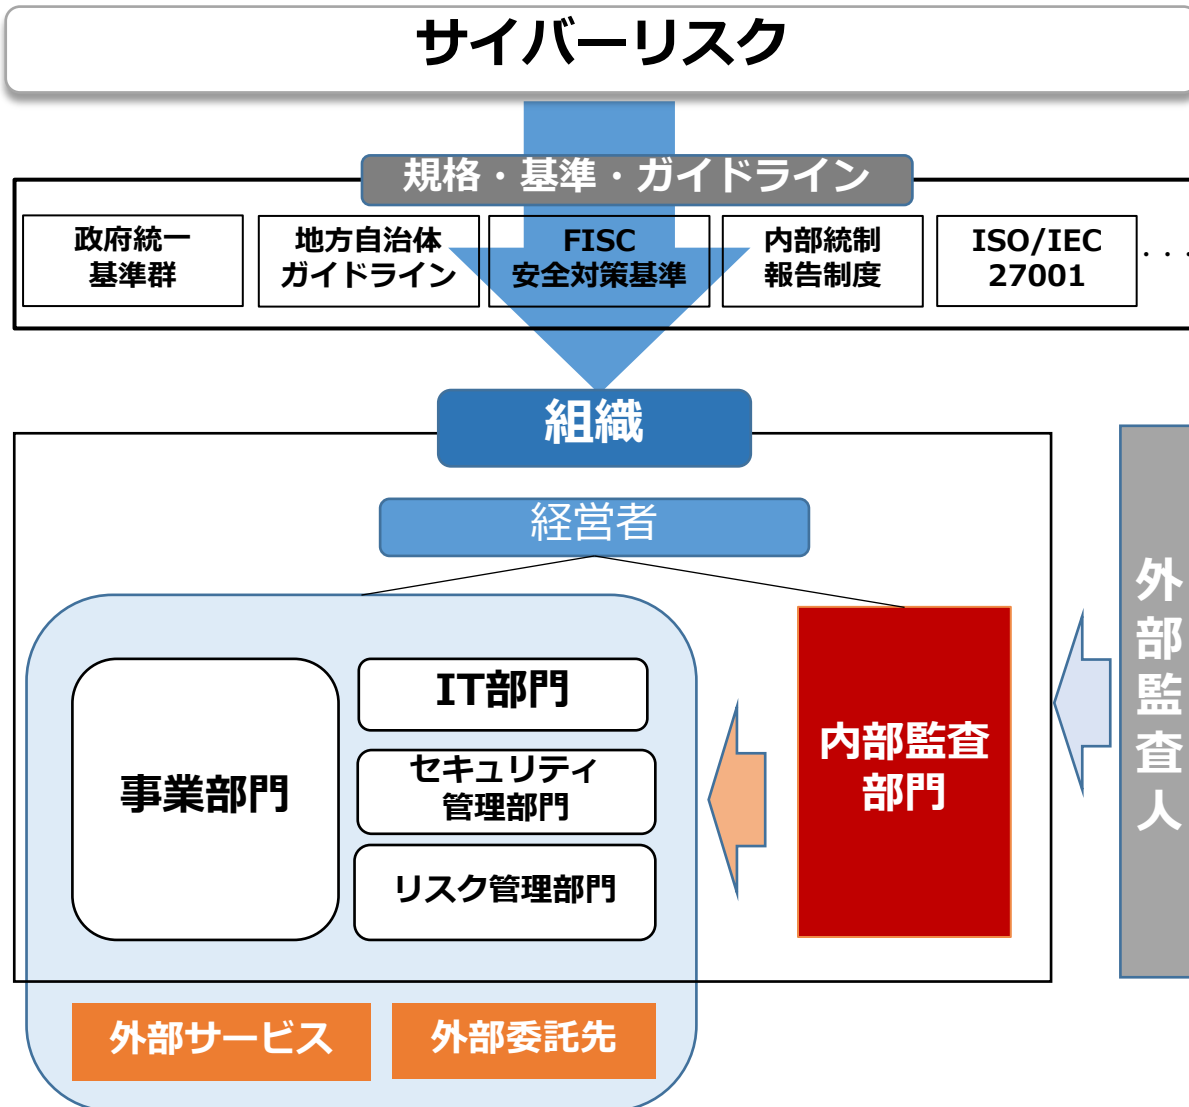 サイバーリスク
規格・基準・ガイドライン
政府統一
基準群
地方自治体
ガイドライン
FISC
安全対策基準
内部統制
報告制度
ISO/IEC
27001
・・・
組織
経営者
事業部門
IT部門
セキュリティ
管理部門
リスク管理部門
内部監査
部門
外部監査人
外部サービス
外部委託先